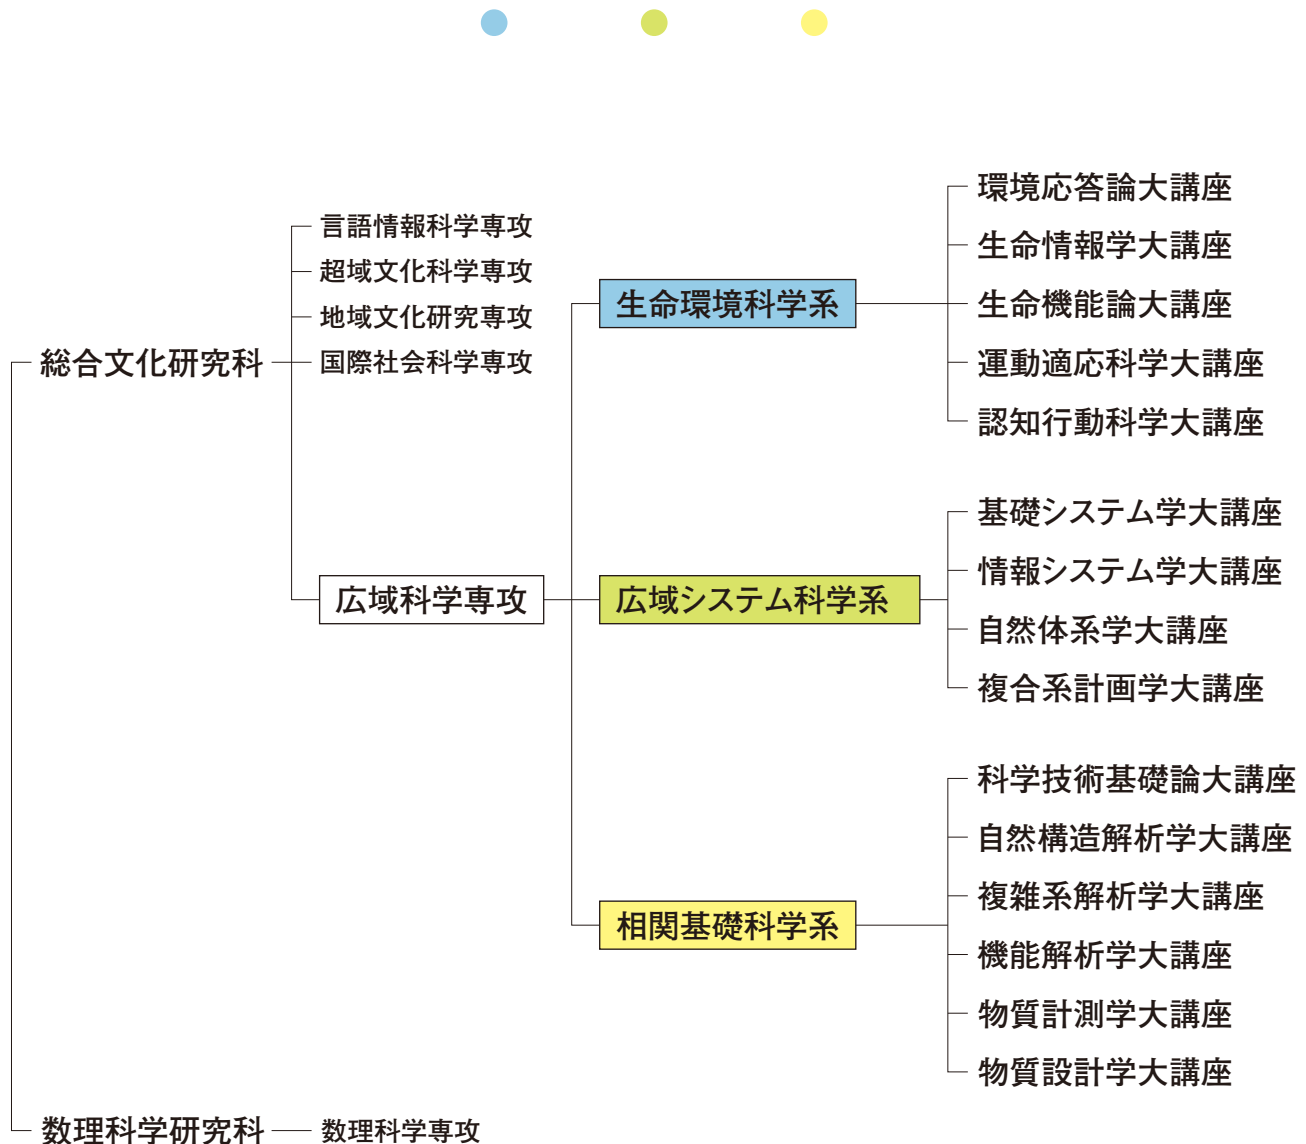 総合文化研究科
言語情報科学専攻
超域文化科学専攻
地域文化研究専攻
国際社会科学専攻
広域科学専攻
生命環境科学系
環境応答論大講座
生命情報学大講座
生命機能論大講座
運動適応科学大講座
認知行動科学大講座
広域システム科学系
基礎システム学大講座
情報システム学大講座
自然体系学大講座
複合系計画学大講座
相関基礎科学系
科学技術基礎論大講座
自然構造解析学大講座
複雑系解析学大講座
機能解析学大講座
物質計測学大講座
物質設計学大講座
数理科学研究科
数理科学専攻